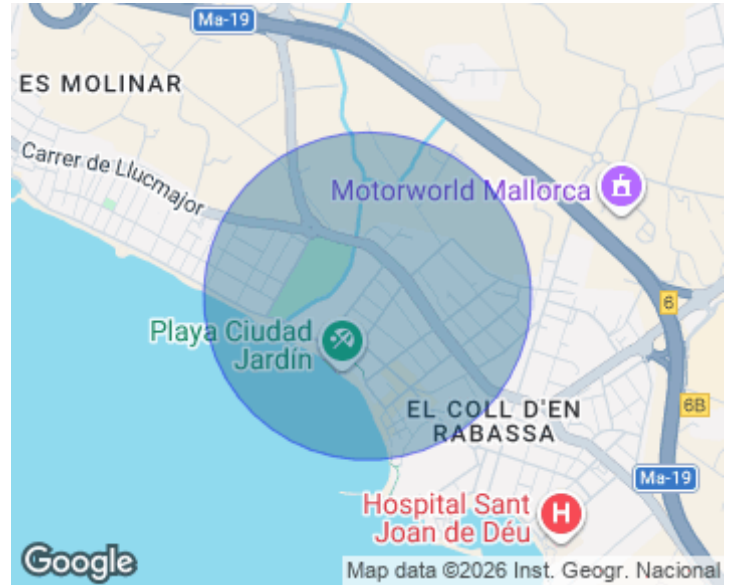 Ma-19
ES MOLINAR
Carrer de Llucmajor
Motorworld Mallorca
6
Playa Ciudad
Jardín
6B
EL COLL D'EN
RABASSA
Ma-19
Hospital Sant
Joan de Déu
H
Google
Map data ©2026 Inst. Geogr. Nacional